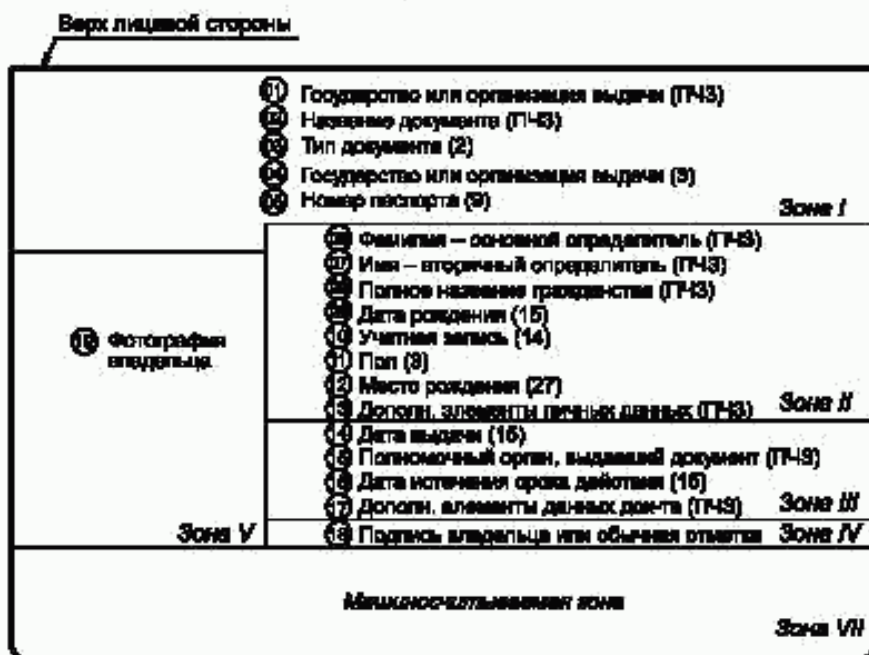 Верх лицевой стороны
01 Государство или организация выдачи (ПЧЗ)
02 Название документа (ПЧЗ)
03 Тип документа (2)
04 Государство или организация выдачи (3)
05 Номер паспорта (9)
Зона I
06 Фамилия – основной определитель (ПЧЗ)
07 Имя – вторичный определитель (ПЧЗ)
08 Полное название гражданства (ПЧЗ)
09 Дата рождения (15)
10 Учетная запись (14)
11 Пол (3)
12 Место рождения (27)
13 Дополн. элементы личных данных (ПЧЗ)
Зона II
14 Дата выдачи (15)
15 Полномочный орган, выдавший документ (ПЧЗ)
16 Дата истечения срока действия (15)
17 Дополн. элементы данных док-та (ПЧЗ)
Зона III
18 Подпись владельца или обычная отметка
Зона IV
19 Фотография
владельца
Зона V
Машиносчитываемая зона
Зона VII